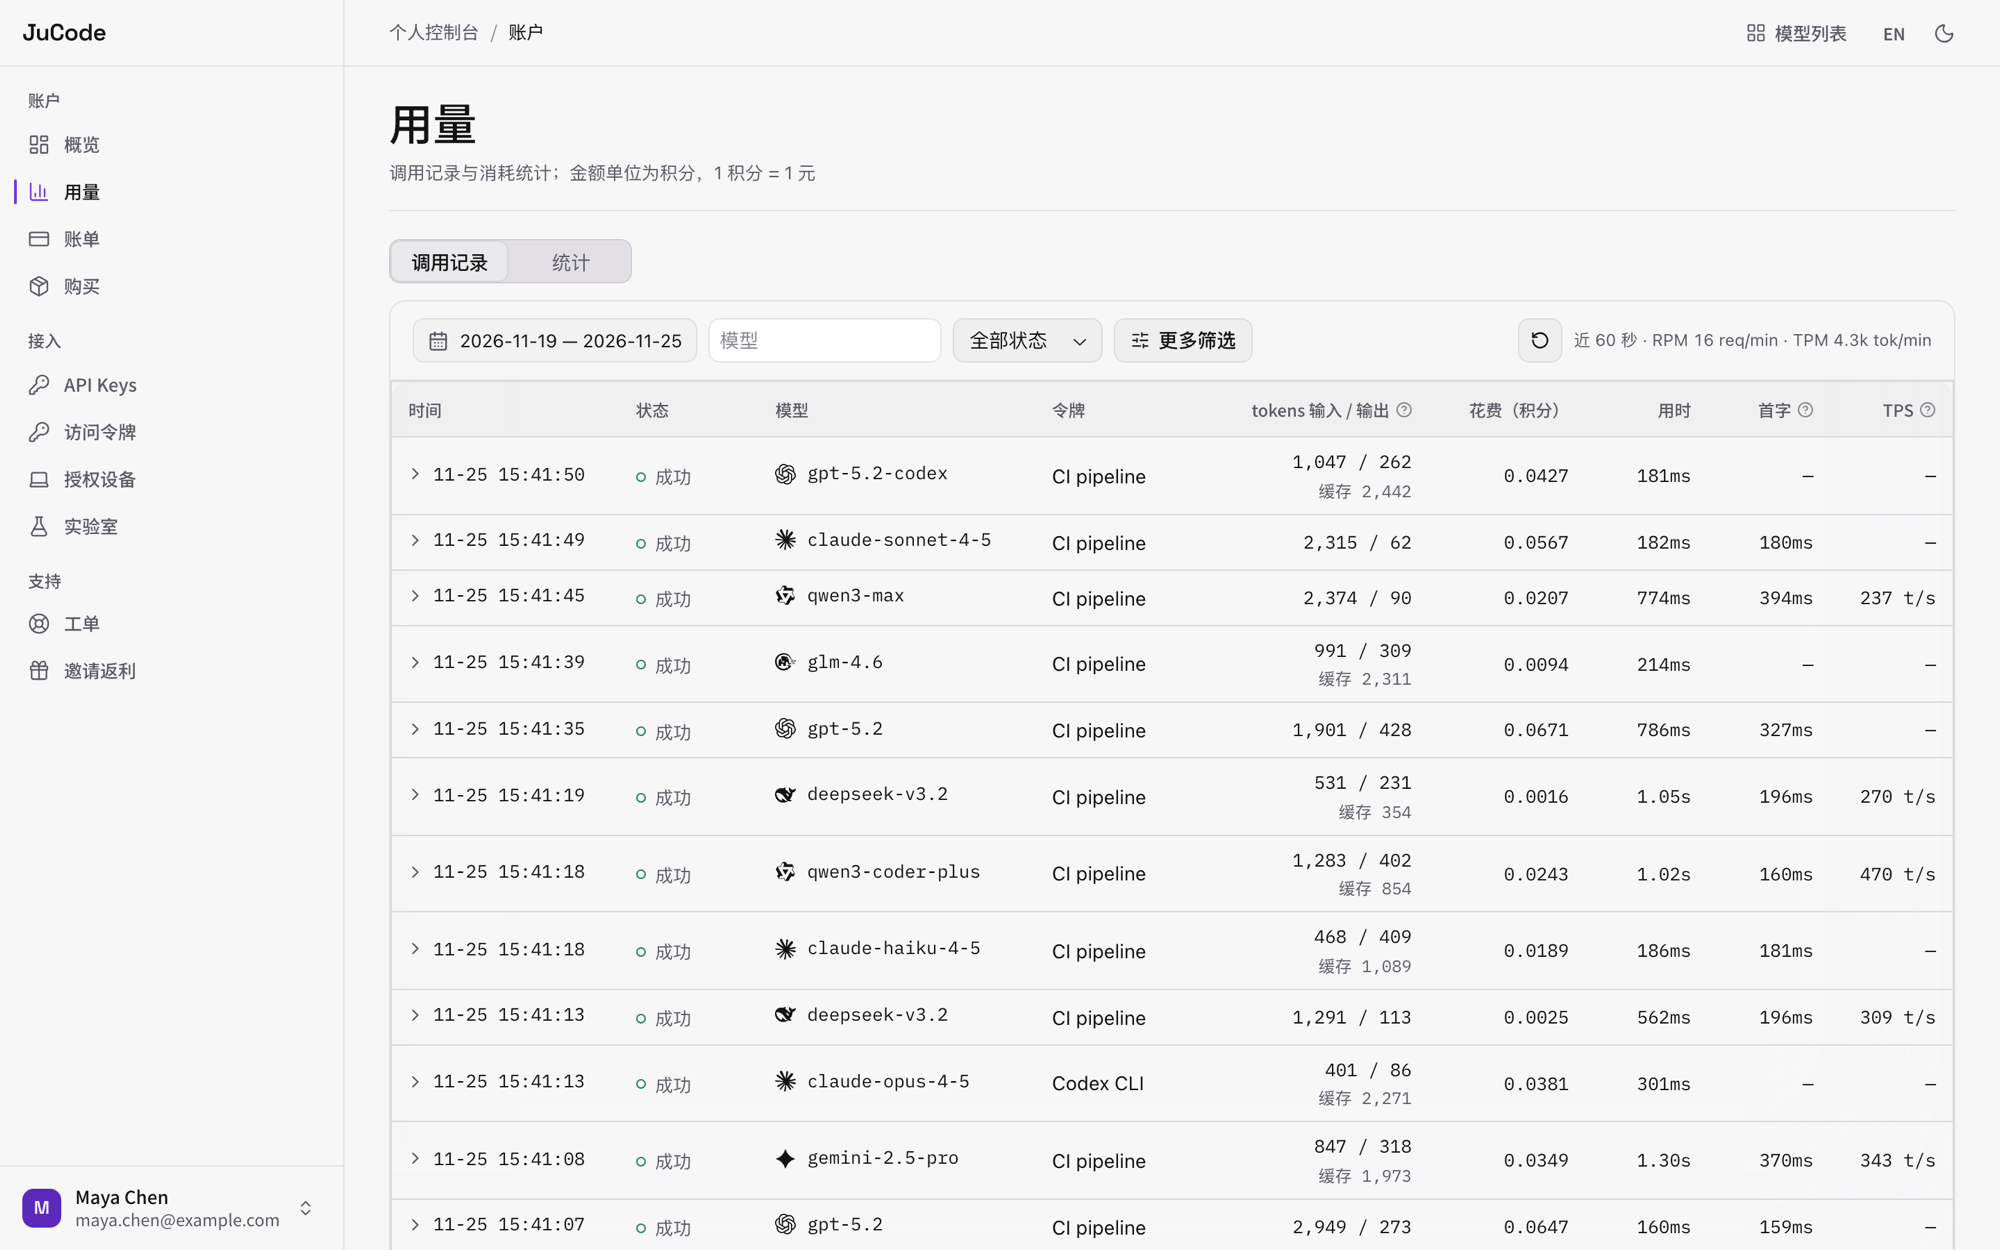 JuCode
个人控制台 / 账户
模型列表
EN
账户
概览
用量
账单
购买
接入
API Keys
访问令牌
授权设备
实验室
支持
工单
邀请返利
Maya Chen
maya.chen@example.com
M
用量
调用记录与消耗统计；金额单位为积分，1 积分 = 1 元
调用记录 统计
2026-11-19 — 2026-11-25 模型 全部状态 更多筛选 近 60 秒 · RPM 16 req/min · TPM 4.3k tok/min
时间 状态 模型 令牌 tokens 输入 / 输出 花费（积分） 用时 首字 TPS
11-25 15:41:50 成功 gpt-5.2-codex CI pipeline 1,047 / 262 0.0427 181ms — —
缓存 2,442
11-25 15:41:49 成功 claude-sonnet-4-5 CI pipeline 2,315 / 62 0.0567 182ms 180ms —
11-25 15:41:45 成功 qwen3-max CI pipeline 2,374 / 90 0.0207 774ms 394ms 237 t/s
11-25 15:41:39 成功 glm-4.6 CI pipeline 991 / 309 0.0094 214ms — —
缓存 2,311
11-25 15:41:35 成功 gpt-5.2 CI pipeline 1,901 / 428 0.0671 786ms 327ms —
11-25 15:41:19 成功 deepseek-v3.2 CI pipeline 531 / 231 0.0016 1.05s 196ms 270 t/s
缓存 354
11-25 15:41:18 成功 qwen3-coder-plus CI pipeline 1,283 / 402 0.0243 1.02s 160ms 470 t/s
缓存 854
11-25 15:41:18 成功 claude-haiku-4-5 CI pipeline 468 / 409 0.0189 186ms 181ms —
缓存 1,089
11-25 15:41:13 成功 deepseek-v3.2 CI pipeline 1,291 / 113 0.0025 562ms 196ms 309 t/s
11-25 15:41:13 成功 claude-opus-4-5 Codex CLI 401 / 86 0.0381 301ms — —
缓存 2,271
11-25 15:41:08 成功 gemini-2.5-pro CI pipeline 847 / 318 0.0349 1.30s 370ms 343 t/s
缓存 1,973
11-25 15:41:07 成功 gpt-5.2 CI pipeline 2,949 / 273 0.0647 160ms 159ms —